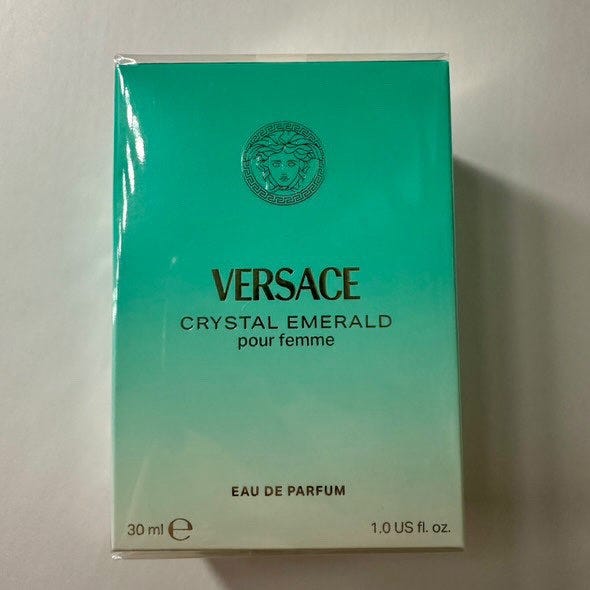 VERSACE
CRYSTAL EMERALD
pour femme
EAU DE PARFUM
30 ml ℮ 1.0 US fl. oz.